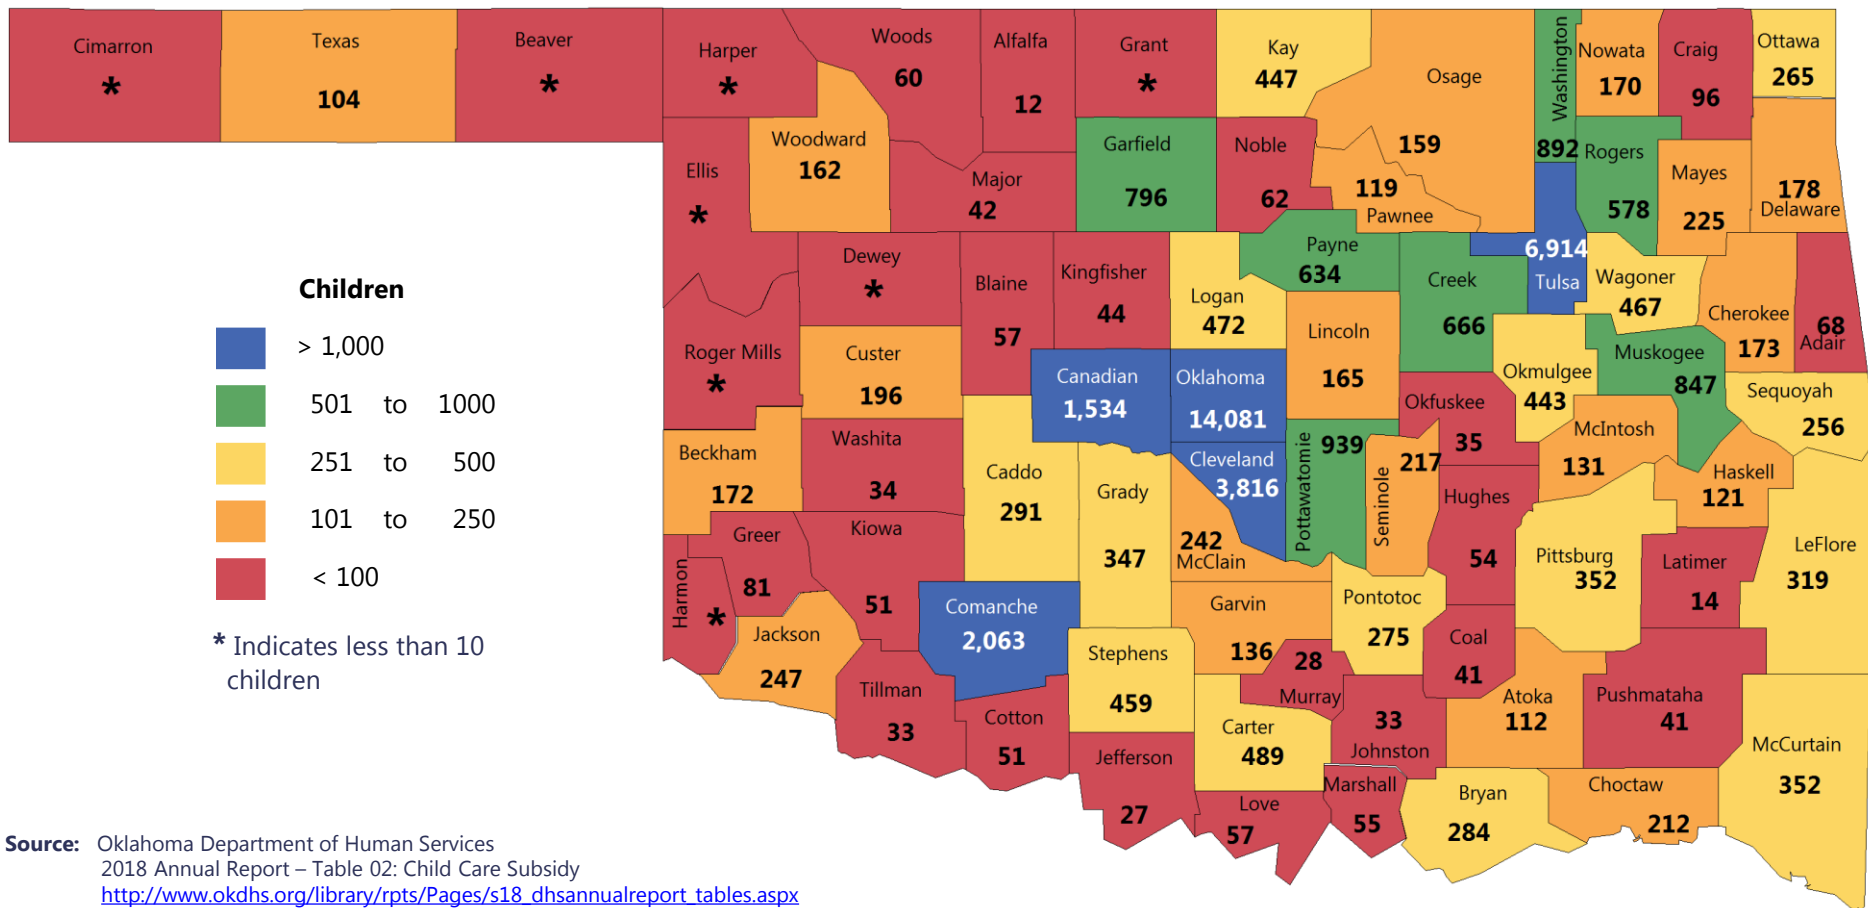 Cimarron
*
Texas
104
Beaver
*
Harper
*
Woods
60
Alfalfa
12
Grant
*
Kay
447
Osage
159
Washington
892
Nowata
170
Craig
96
Ottawa
265
Ellis
*
Woodward
162
Major
42
Garfield
796
Noble
62
119
Pawnee
Rogers
578
Mayes
225
178
Delaware
Dewey
*
Blaine
57
Kingfisher
44
Logan
472
Payne
634
Creek
666
6,914
Tulsa
Wagoner
467
Cherokee
173
68
Adair
Roger Mills
*
Custer
196
Canadian
1,534
Oklahoma
14,081
Lincoln
165
Okfuskee
35
Okmulgee
443
Muskogee
847
Sequoyah
256
Beckham
172
Washita
34
Caddo
291
Grady
347
Cleveland
3,816
Pottawatomie
939
Seminole
217
Hughes
54
McIntosh
131
Haskell
121
Harmon
*
Greer
81
Kiowa
51
242
McClain
Pittsburg
352
Latimer
14
LeFlore
319
Jackson
247
Comanche
2,063
Stephens
459
Garvin
136
28
Murray
Pontotoc
275
Coal
41
Tillman
33
Cotton
51
Jefferson
27
Carter
489
33
Johnston
Atoka
112
Pushmataha
41
McCurtain
352
Love
57
Marshall
55
Bryan
284
Choctaw
212
Children
> 1,000
501 to 1000
251 to 500
101 to 250
< 100
* Indicates less than 10
children
Source: Oklahoma Department of Human Services
2018 Annual Report – Table 02: Child Care Subsidy
http://www.okdhs.org/library/rpts/Pages/s18_dhsannualreport_tables.aspx